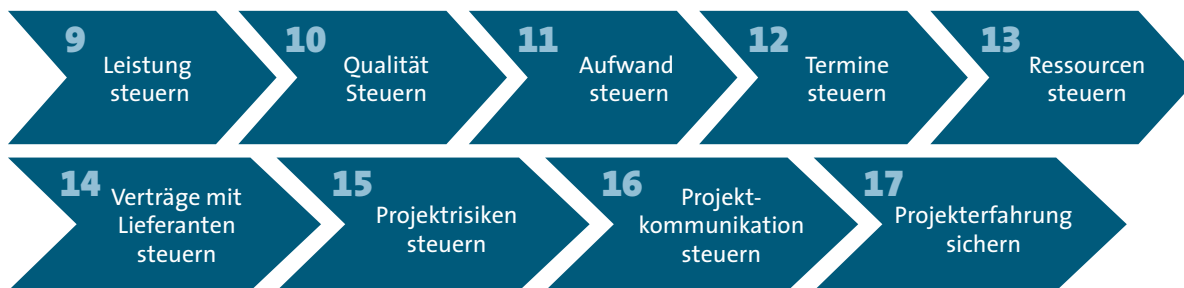 9
Leistung
steuern
10
Qualität
Steuern
11
Aufwand
steuern
12
Termine
steuern
13
Ressourcen
steuern
14
Verträge mit
Lieferanten
steuern
15
Projektrisiken
steuern
16
Projekt-
kommunikation
steuern
17
Projekterfahrung
sichern